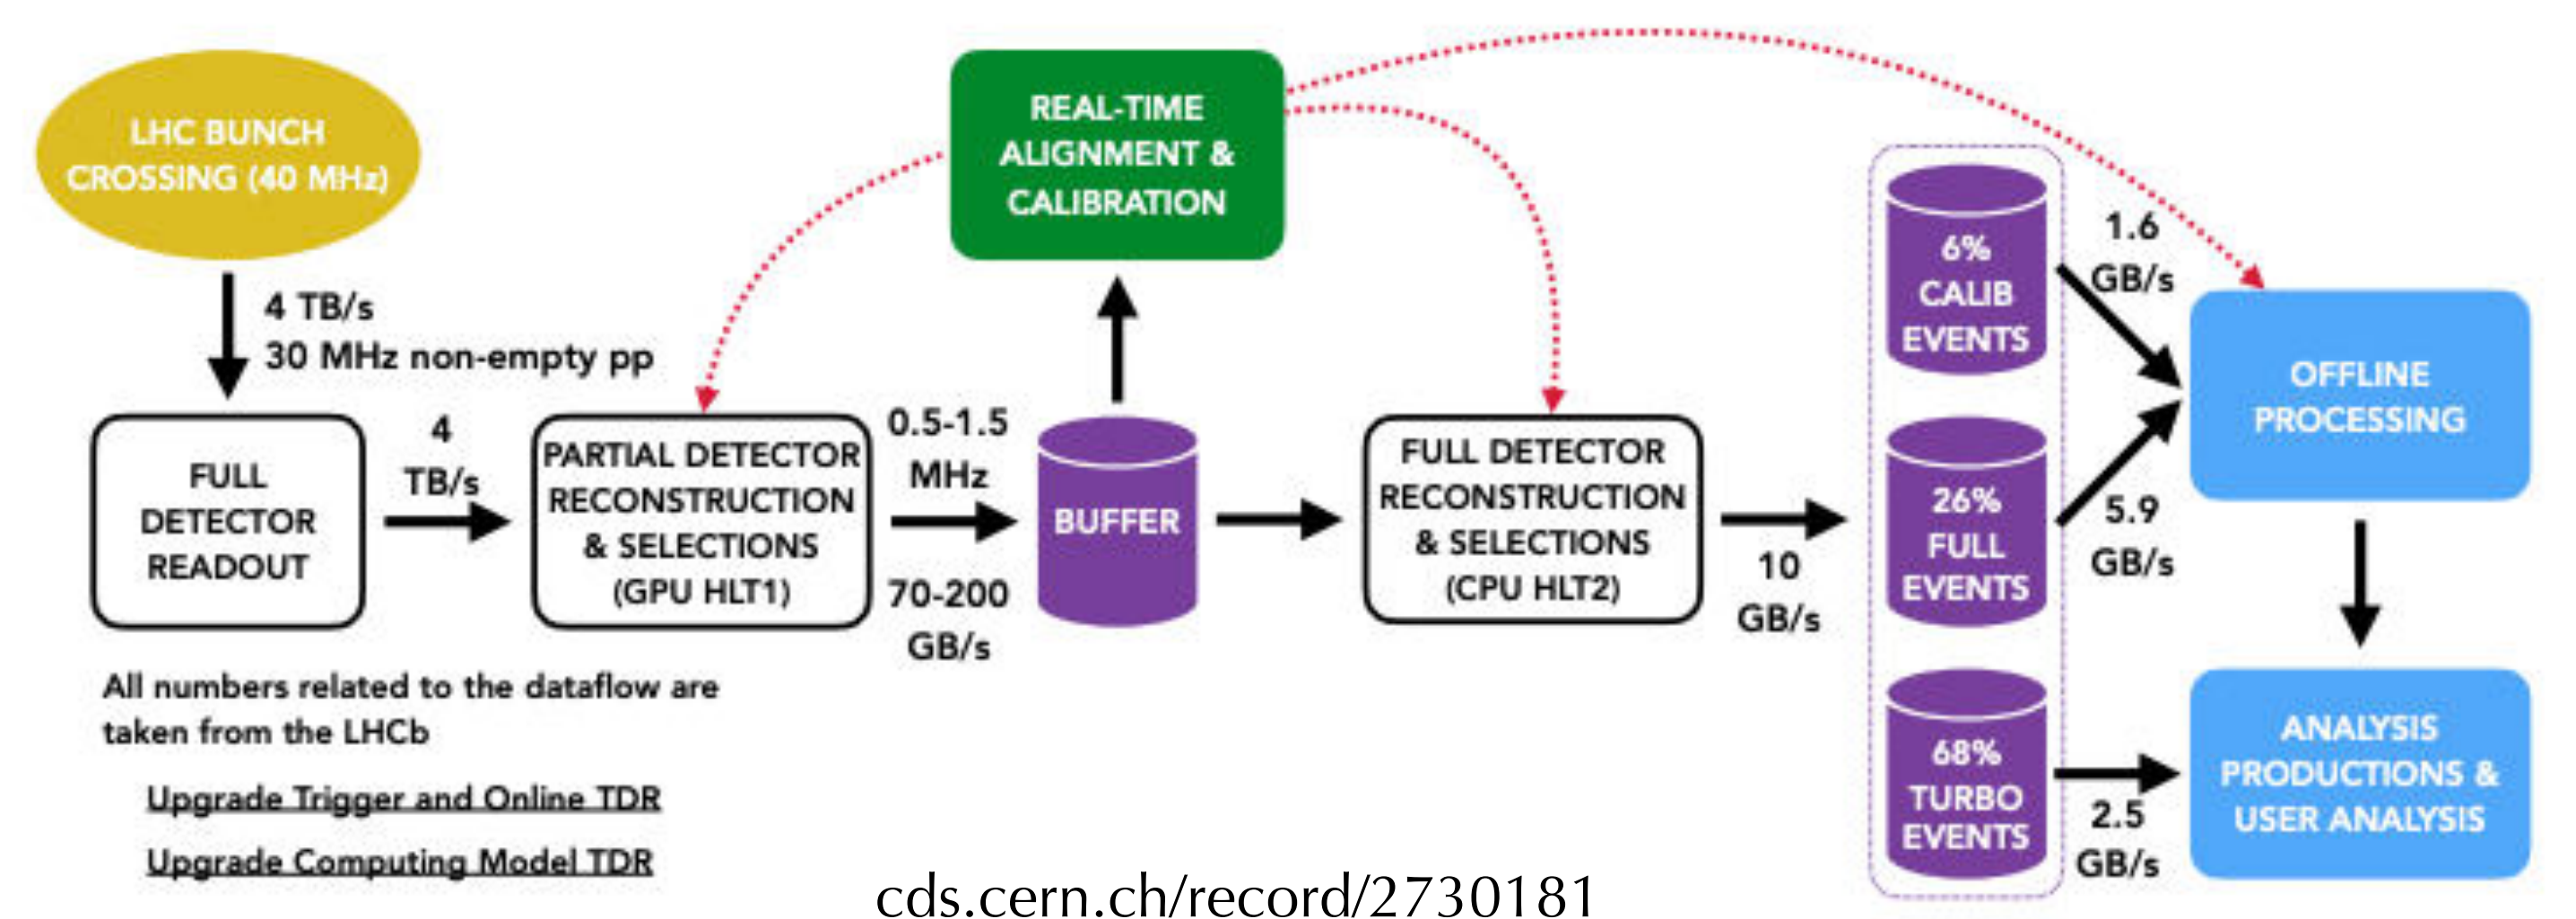 LHC BUNCH
CROSSING (40 MHz)
4 TB/s
30 MHz non-empty pp
FULL
DETECTOR
READOUT
4
TB/s
PARTIAL DETECTOR
RECONSTRUCTION
& SELECTIONS
(GPU HLT1)
0.5-1.5
MHz
70-200
GB/s
BUFFER
REAL-TIME
ALIGNMENT &
CALIBRATION
FULL DETECTOR
RECONSTRUCTION
& SELECTIONS
(CPU HLT2)
10
GB/s
6%
CALIB
EVENTS
26%
FULL
EVENTS
68%
TURBO
EVENTS
1.6
GB/s
5.9
GB/s
2.5
GB/s
OFFLINE
PROCESSING
ANALYSIS
PRODUCTIONS &
USER ANALYSIS
All numbers related to the dataflow are
taken from the LHCb
Upgrade Trigger and Online TDR
Upgrade Computing Model TDR
cds.cern.ch/record/2730181